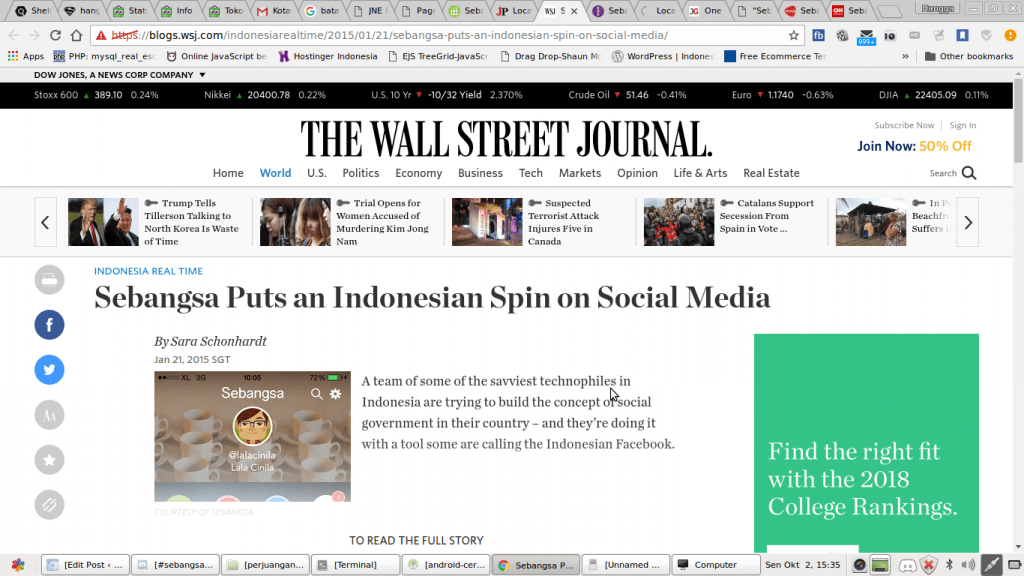 Shell
hang
Stat
Info
Toko
Kota
bata
JNE
Page
Seba
Loca
S
Seb
Loca
One
"Set
Seba
Seba
Hangga
https://blogs.wsj.com/indonesiarealtime/2015/01/21/sebangsa-puts-an-indonesian-spin-on-social-media/
999+
Apps
PHP: mysql_real_esc
Online JavaScript be
Hostinger Indonesia
EJS TreeGrid-JavaScr
Drag Drop-Shaun Mc
WordPress | Indones
Free Ecommerce Ter
»
Other bookmarks
DOW JONES, A NEWS CORP COMPANY ▼
Stoxx 600 ▲ 389.10 0.24%
Nikkei ▲ 20400.78 0.22%
U.S. 10 Yr ▼ -10/32 Yield 2.370%
Crude Oil ▼ 51.46 -0.41%
Euro ▼ 1.1740 -0.63%
DJIA ▲ 22405.09 0.11%
THE WALL STREET JOURNAL.
Subscribe Now | Sign In
Join Now: 50% Off
Home World U.S. Politics Economy Business Tech Markets Opinion Life & Arts Real Estate
Search
Trump Tells
Tillerson Talking to
North Korea Is Waste
of Time
Trial Opens for
Women Accused of
Murdering Kim Jong
Nam
Suspected
Terrorist Attack
Injures Five in
Canada
Catalans Support
Secession From
Spain in Vote ...
In P
Beachfr
Suffers i
INDONESIA REAL TIME
Sebangsa Puts an Indonesian Spin on Social Media
By Sara Schonhardt
Jan 21, 2015 SGT
XL 3G 10:05 72%
Sebangsa
@lalacinila
Lala Cinila
COURTESY OF SEBANGSA
A team of some of the savviest technophiles in
Indonesia are trying to build the concept of social
government in their country – and they're doing it
with a tool some are calling the Indonesian Facebook.
AA
TO READ THE FULL STORY
Find the right fit
with the 2018
College Rankings.
[Edit Post ‹ ...
[#sebangsa...
[perjuangan...
[Terminal]
[android-cer...
Sebangsa P...
[Unnamed ...
Computer
Sen Okt 2, 15:35